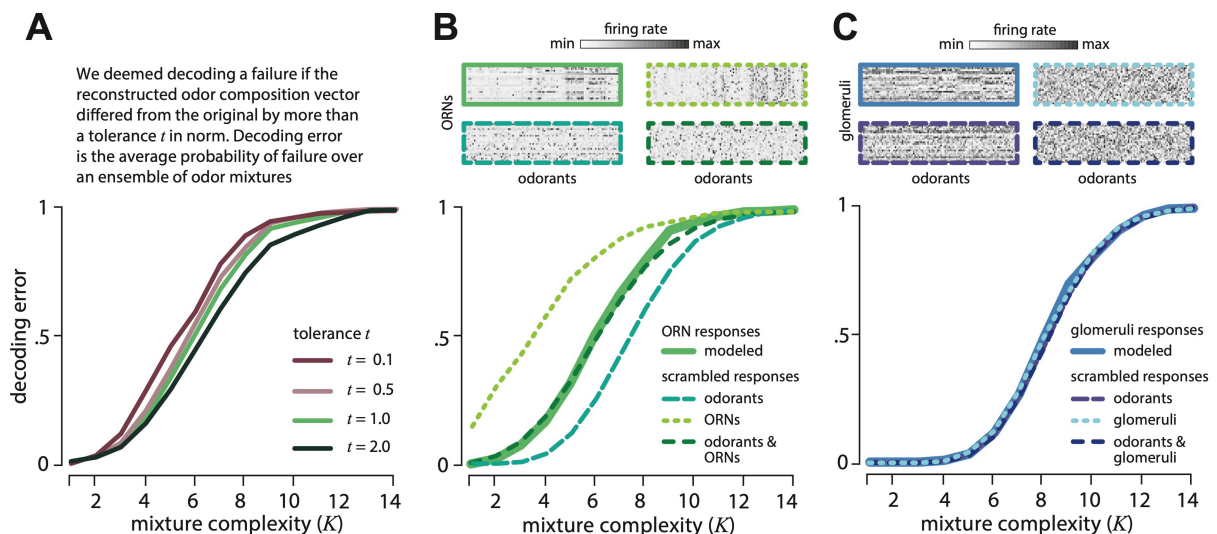 A
We deemed decoding a failure if the
reconstructed odor composition vector
differed from the original by more than
a tolerance t in norm. Decoding error
is the average probability of failure over
an ensemble of odor mixtures
1
.5
0
decoding error
2 4 6 8 10 12 14
mixture complexity (K)
tolerance t
t = 0.1
t = 0.5
t = 1.0
t = 2.0
B
firing rate
min max
ORNs
odorants odorants
1
.5
0
2 4 6 8 10 12 14
mixture complexity (K)
ORN responses
modeled
scrambled responses
odorants
ORNs
odorants &
ORNs
C
firing rate
min max
glomeruli
odorants odorants
1
.5
0
2 4 6 8 10 12 14
mixture complexity (K)
glomeruli responses
modeled
scrambled responses
odorants
glomeruli
odorants &
glomeruli